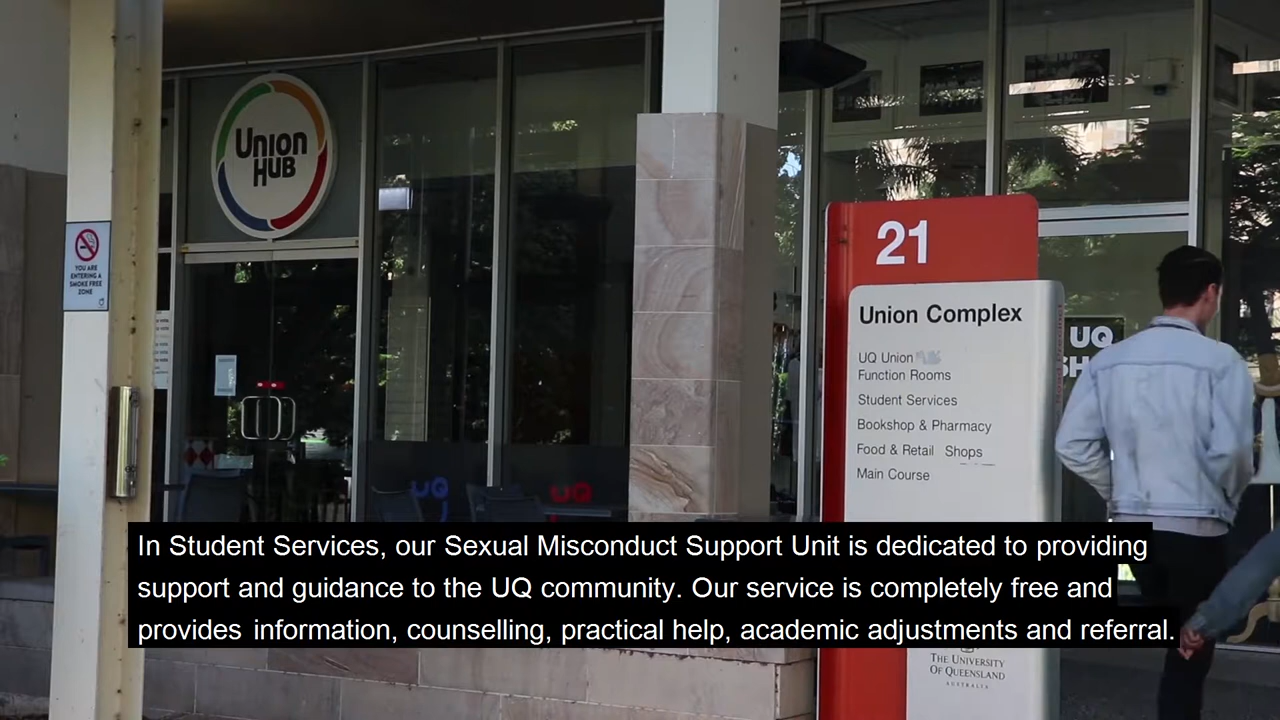 Union
HUB
YOU ARE
ENTERING A
SMOKE FREE
ZONE
21
Union Complex
UQ Union
Function Rooms
Student Services
Bookshop & Pharmacy
Food & Retail Shops
Main Course
UQ
UQ
UQ
In Student Services, our Sexual Misconduct Support Unit is dedicated to providing
support and guidance to the UQ community. Our service is completely free and
provides information, counselling, practical help, academic adjustments and referral.
THE UNIVERSITY
OF QUEENSLAND
AUSTRALIA